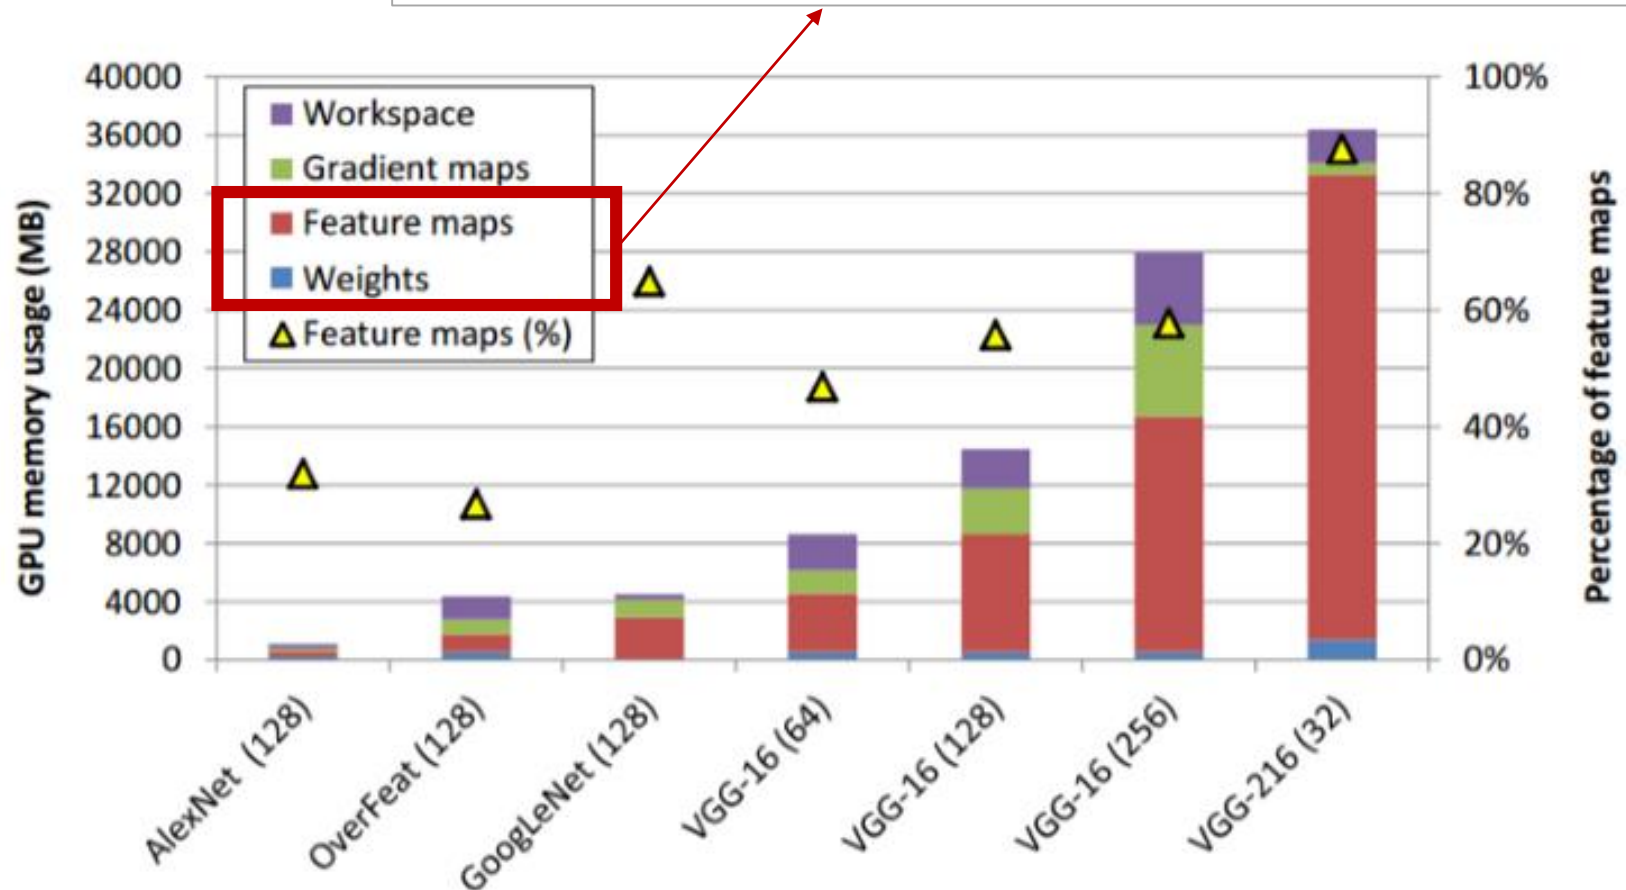 40000
36000
32000
28000
24000
20000
16000
12000
8000
4000
0
GPU memory usage (MB)
Workspace
Gradient maps
Feature maps
Weights
Feature maps (%)
100%
80%
60%
40%
20%
0%
Percentage of feature maps
AlexNet (128)
OverFeat (128)
GoogLeNet (128)
VGG-16 (64)
VGG-16 (128)
VGG-16 (256)
VGG-216 (32)